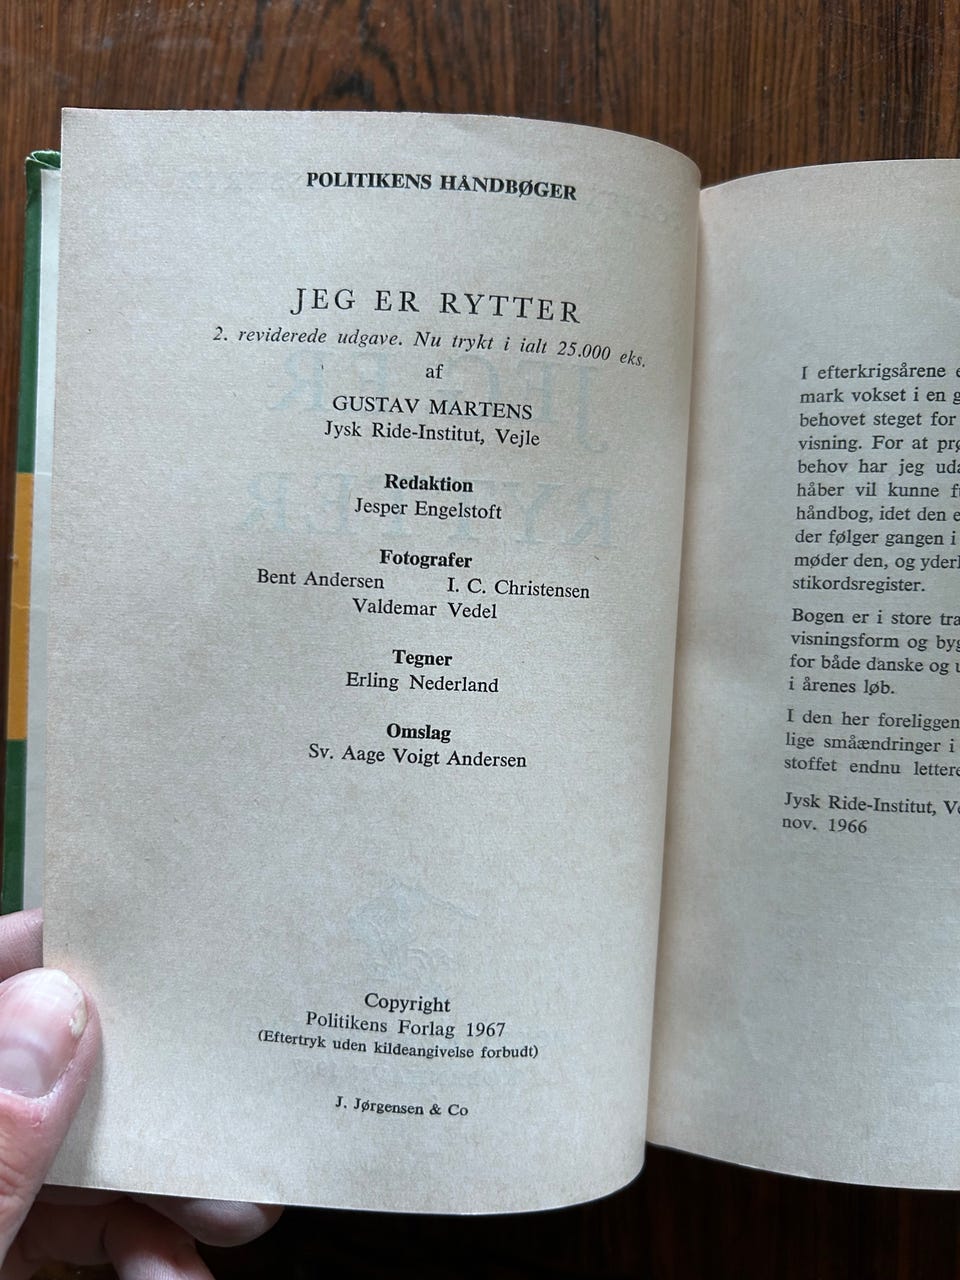 POLITIKENS HÅNDBØGER
JEG ER RYTTER
2. reviderede udgave. Nu trykt i ialt 25.000 eks.
af
GUSTAV MARTENS
Jysk Ride-Institut, Vejle
Redaktion
Jesper Engelstoft
Fotografer
Bent Andersen I. C. Christensen
Valdemar Vedel
Tegner
Erling Nederland
Omslag
Sv. Aage Voigt Andersen
Copyright
Politikens Forlag 1967
(Eftertryk uden kildeangivelse forbudt)
J. Jørgensen & Co
I efterkrigsårene
mark vokset i en
behovet steget for
visning. For at
behov har jeg
håber vil kunne
håndbog, idet den
der følger gangen i
møder den, og
stikordsregister.
Bogen er i store
visningsform og
for både danske og
i årenes løb.
I den her
lige småændringer i
stoffet endnu
Jysk Ride-Institut,
nov. 1966